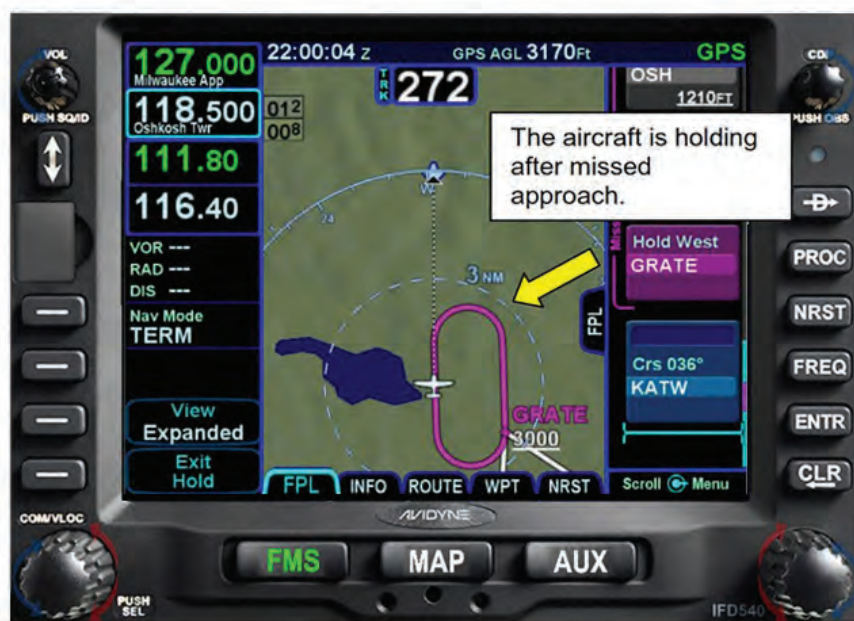 VOL
PUSH SQ/ID
127.000
Milwaukee App
118.500
Oshkosh Twr
111.80
116.40
VOR ---
RAD ---
DIS ---
Nav Mode
TERM
View
Expanded
Exit
Hold
COM/VLOC
PUSH
SEL
22:00:04 Z
GPS AGL 3170Ft
GPS
TRK
272
012
008
W
24
3 NM
GRATE
3000
FPL
INFO
ROUTE
WPT
NRST
The aircraft is holding
after missed
approach.
OSH
1210FT
Miss
Hold West
GRATE
FPL
Crs 036°
KATW
Scroll Menu
CDI
PUSH OBS
D
PROC
NRST
FREQ
ENTR
CLR
AVIDYNE
FMS
MAP
AUX
IFD540